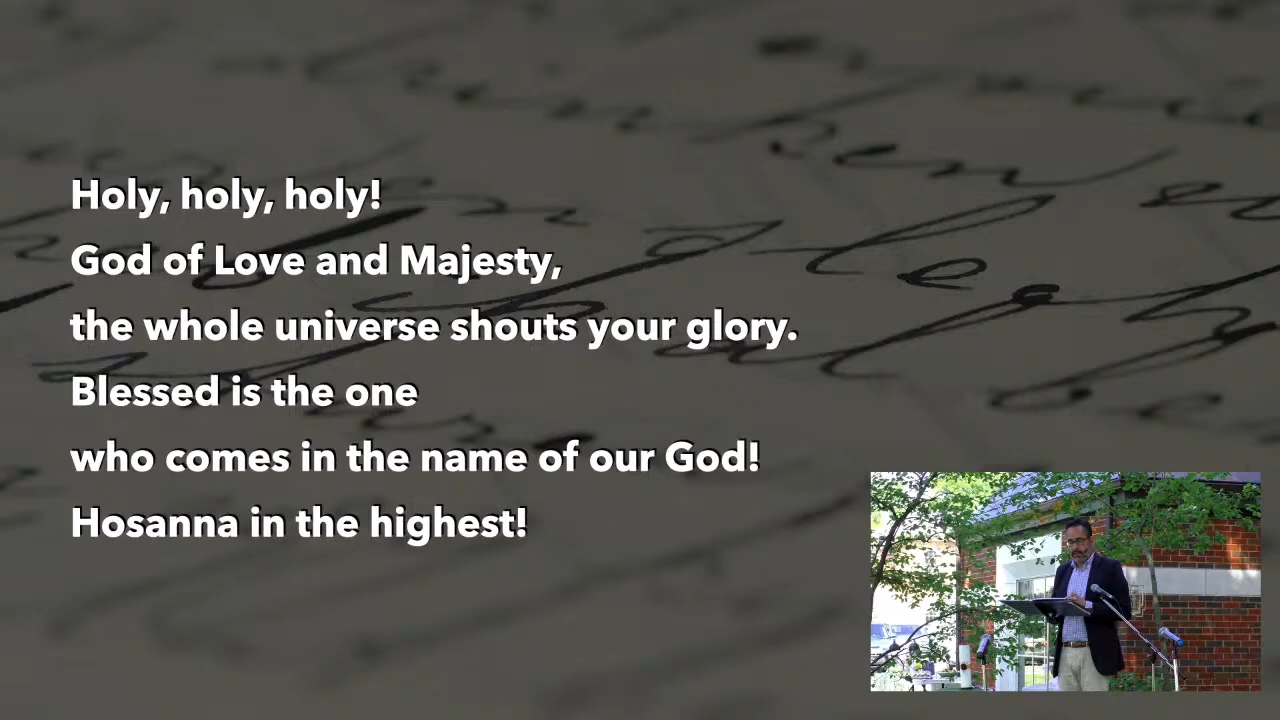 Holy, holy, holy!
God of Love and Majesty,
the whole universe shouts your glory.
Blessed is the one
who comes in the name of our God!
Hosanna in the highest!